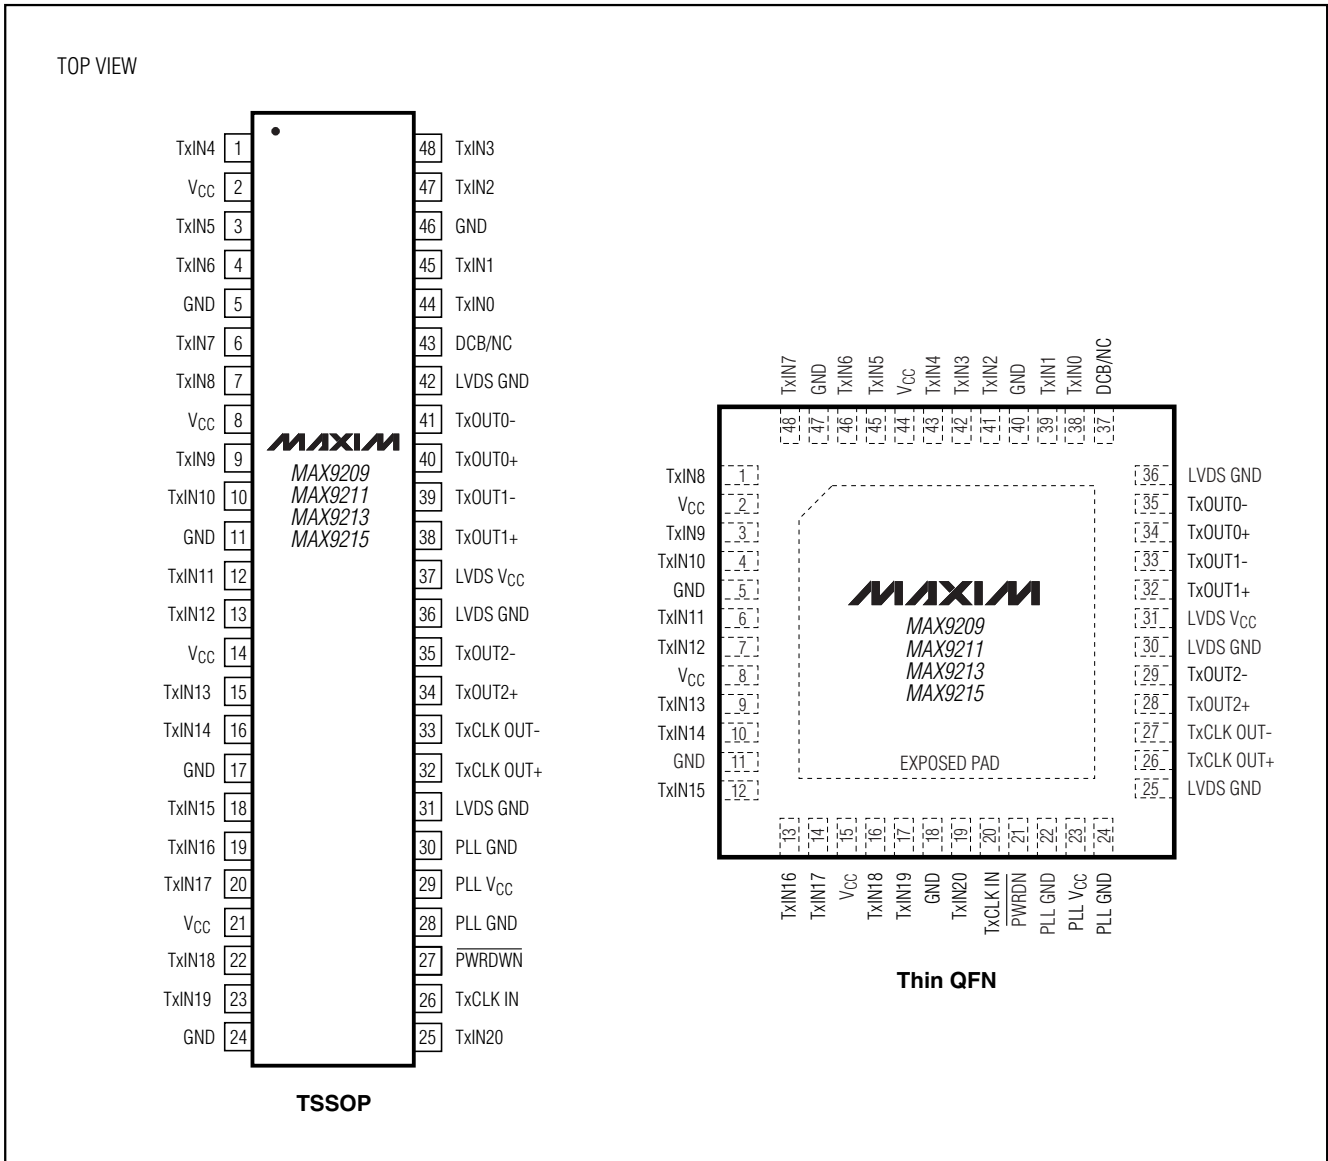 TOP VIEW
TxIN4 1
VCC 2
TxIN5 3
TxIN6 4
GND 5
TxIN7 6
TxIN8 7
VCC 8
TxIN9 9
TxIN10 10
GND 11
TxIN11 12
TxIN12 13
VCC 14
TxIN13 15
TxIN14 16
GND 17
TxIN15 18
TxIN16 19
TxIN17 20
VCC 21
TxIN18 22
TxIN19 23
GND 24
MAXIM
MAX9209
MAX9211
MAX9213
MAX9215
48 TxIN3
47 TxIN2
46 GND
45 TxIN1
44 TxIN0
43 DCB/NC
42 LVDS GND
41 TxOUT0-
40 TxOUT0+
39 TxOUT1-
38 TxOUT1+
37 LVDS VCC
36 LVDS GND
35 TxOUT2-
34 TxOUT2+
33 TxCLK OUT-
32 TxCLK OUT+
31 LVDS GND
30 PLL GND
29 PLL VCC
28 PLL GND
27 PWRDWN
26 TxCLK IN
25 TxIN20
TSSOP
TxIN7 48
GND 47
TxIN6 46
TxIN5 45
VCC 44
TxIN4 43
TxIN3 42
TxIN2 41
GND 40
TxIN1 39
TxIN0 38
DCB/NC 37
TxIN8 1
VCC 2
TxIN9 3
TxIN10 4
GND 5
TxIN11 6
TxIN12 7
VCC 8
TxIN13 9
TxIN14 10
GND 11
TxIN15 12
MAXIM
MAX9209
MAX9211
MAX9213
MAX9215
EXPOSED PAD
36 LVDS GND
35 TxOUT0-
34 TxOUT0+
33 TxOUT1-
32 TxOUT1+
31 LVDS VCC
30 LVDS GND
29 TxOUT2-
28 TxOUT2+
27 TxCLK OUT-
26 TxCLK OUT+
25 LVDS GND
13 TxIN16
14 TxIN17
15 VCC
16 TxIN18
17 TxIN19
18 GND
19 TxIN20
20 TxCLK IN
21 PWRDN
22 PLL GND
23 PLL VCC
24 PLL GND
Thin QFN